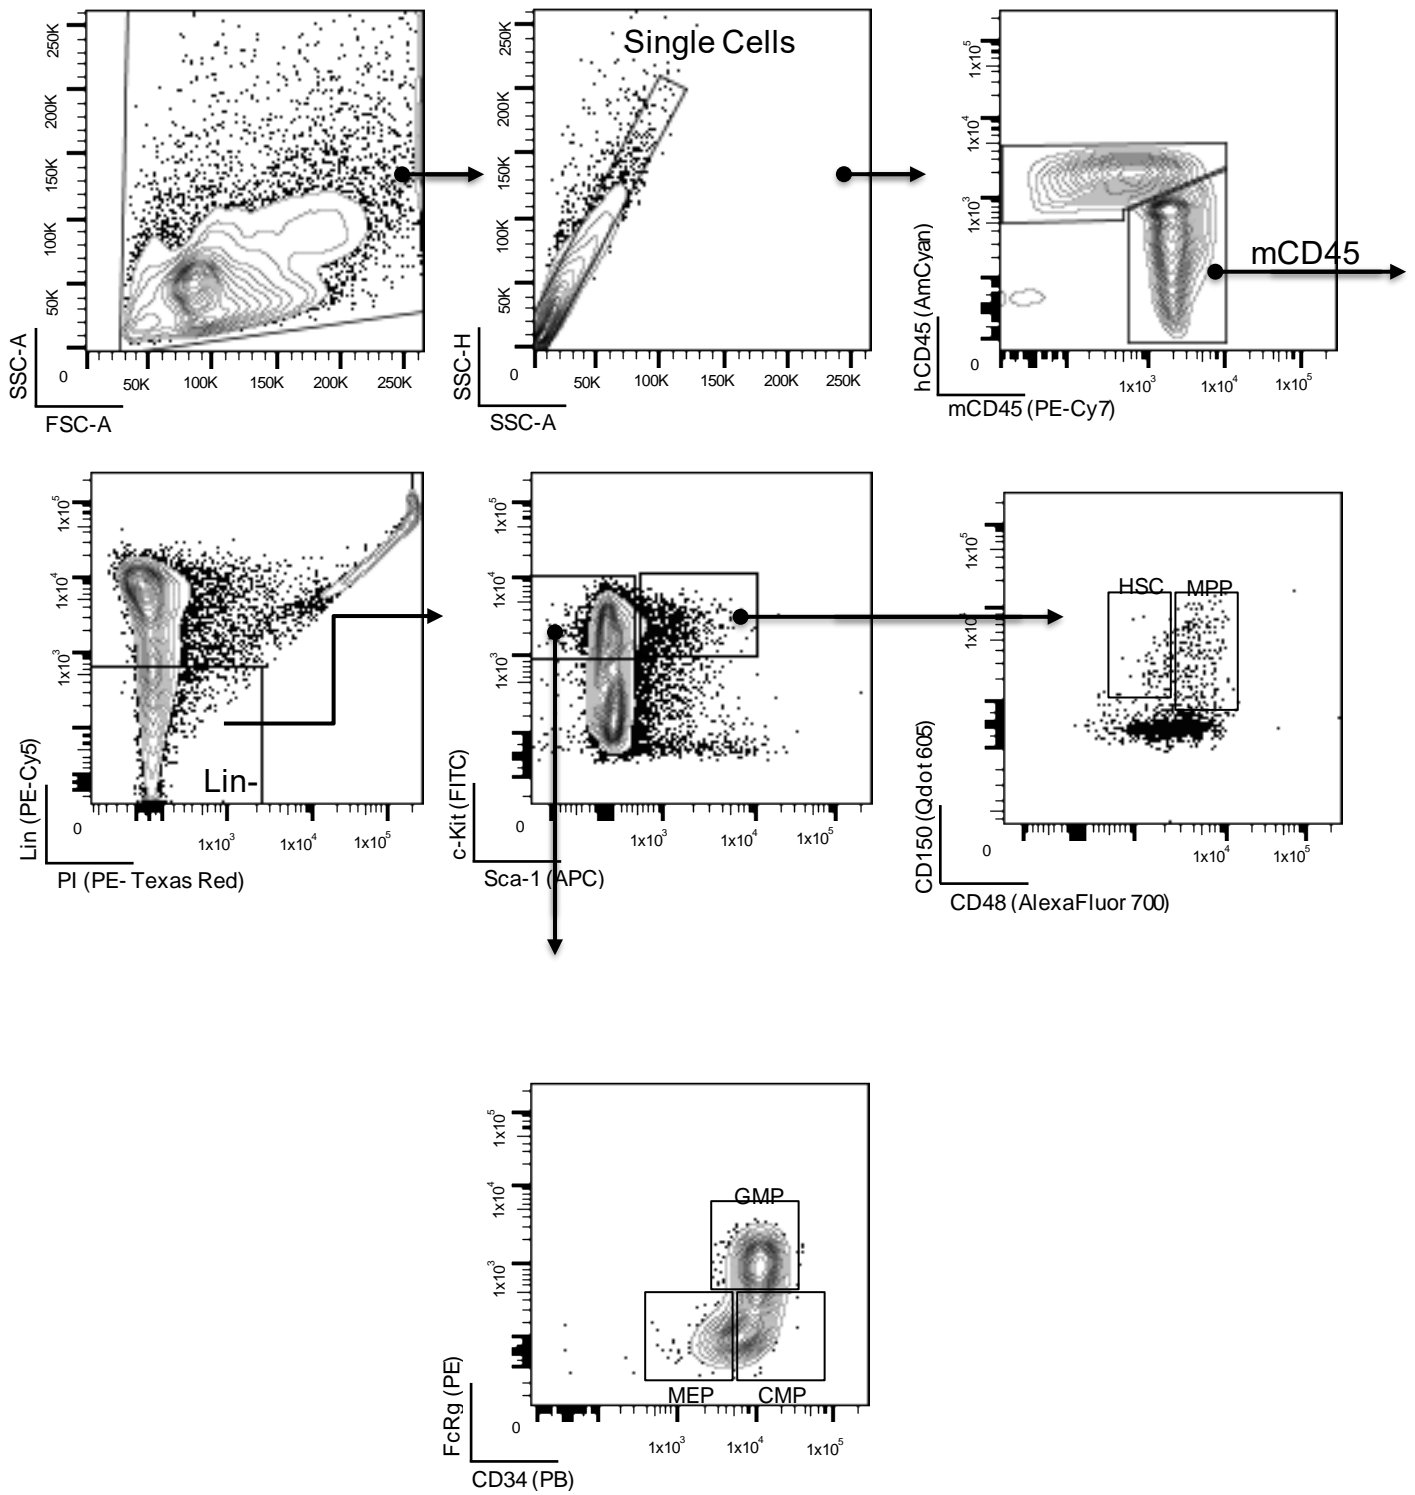 250K
200K
150K
100K
50K
0
50K 100K 150K 200K 250K
SSC-A
FSC-A
Single Cells
250K
200K
150K
100K
50K
0
50K 100K 150K 200K 250K
SSC-H
SSC-A
1x10⁵
1x10⁴
1x10³
0
1x10³ 1x10⁴ 1x10⁵
hCD45 (AmCyan)
mCD45 (PE-Cy7)
mCD45
1x10⁵
1x10⁴
1x10³
Lin-
0
1x10³ 1x10⁴ 1x10⁵
Lin (PE-Cy5)
PI (PE- Texas Red)
1x10⁵
1x10⁴
1x10³
0
1x10³ 1x10⁴ 1x10⁵
c-Kit (FITC)
Sca-1 (APC)
HSC MPP
1x10⁵
0
1x10⁴ 1x10⁵
CD150 (Qdot 605)
CD48 (AlexaFluor 700)
1x10⁵
1x10⁴
1x10³
GMP
MEP CMP
0
1x10³ 1x10⁴ 1x10⁵
FcRg (PE)
CD34 (PB)